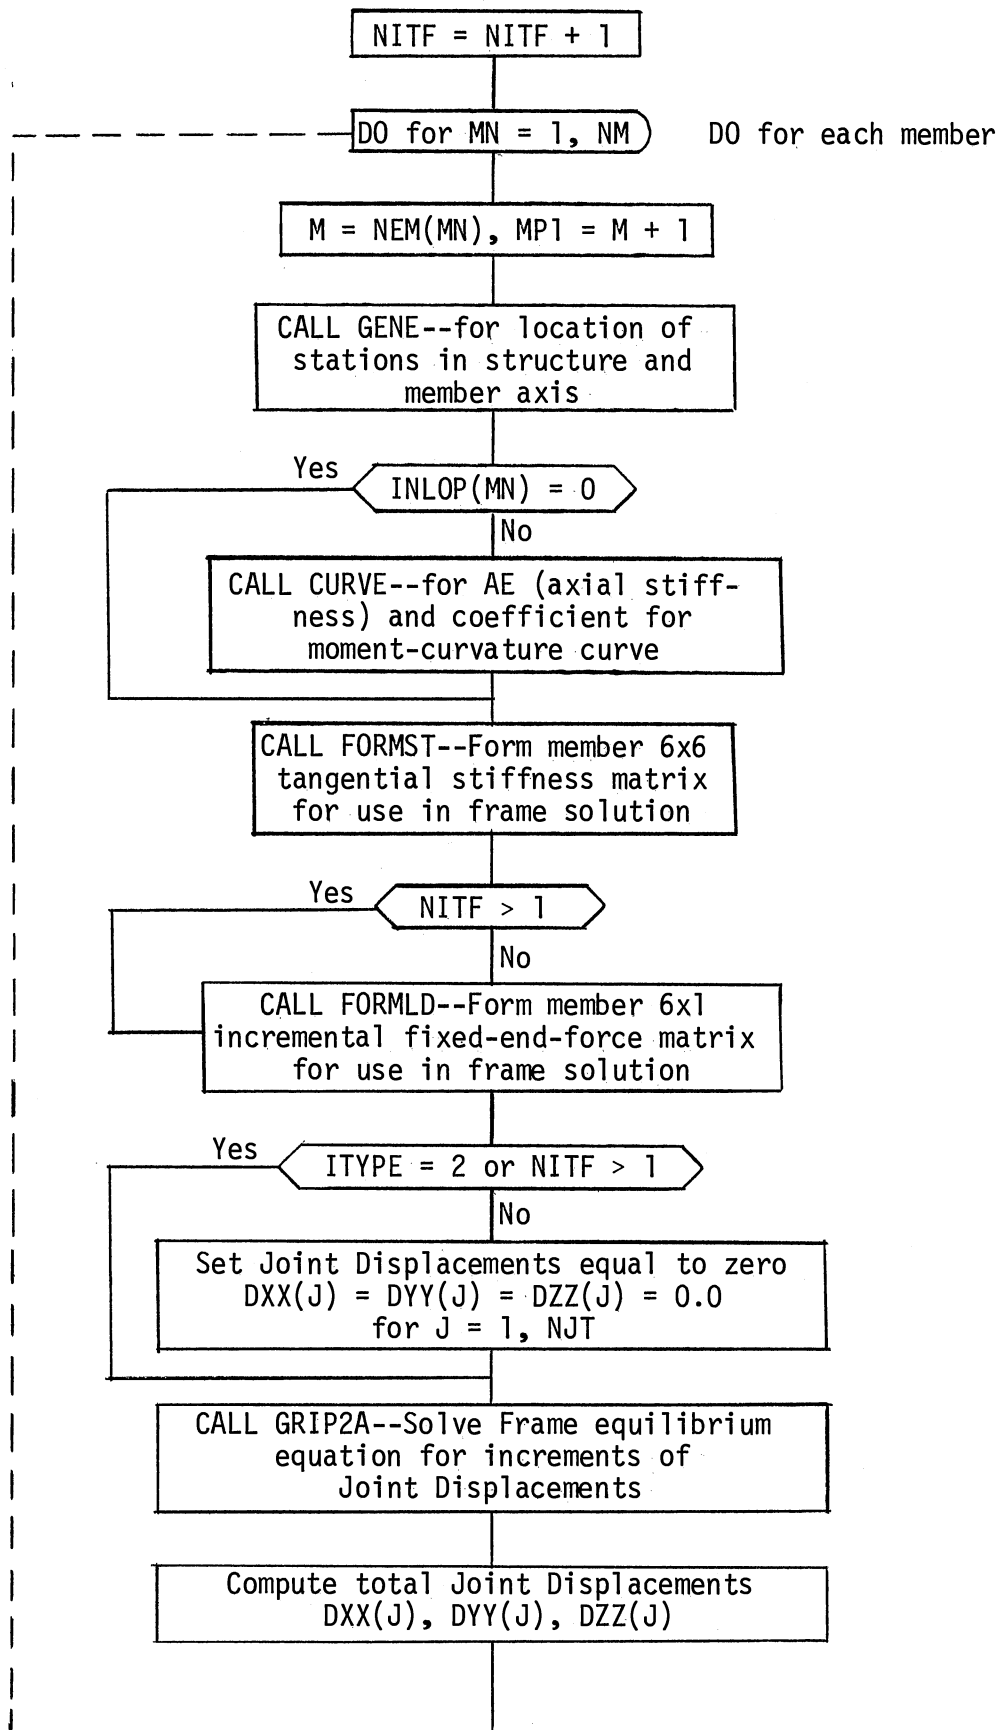 NITF = NITF + 1
DO for MN = 1, NM
DO for each member
M = NEM(MN), MP1 = M + 1
CALL GENE--for location of
stations in structure and
member axis
Yes
INLOP(MN) = 0
No
CALL CURVE--for AE (axial stiff-
ness) and coefficient for
moment-curvature curve
CALL FORMST--Form member 6x6
tangential stiffness matrix
for use in frame solution
Yes
NITF > 1
No
CALL FORMLD--Form member 6x1
incremental fixed-end-force matrix
for use in frame solution
Yes
ITYPE = 2 or NITF > 1
No
Set Joint Displacements equal to zero
DXX(J) = DYY(J) = DZZ(J) = 0.0
for J = 1, NJT
CALL GRIP2A--Solve Frame equilibrium
equation for increments of
Joint Displacements
Compute total Joint Displacements
DXX(J), DYY(J), DZZ(J)